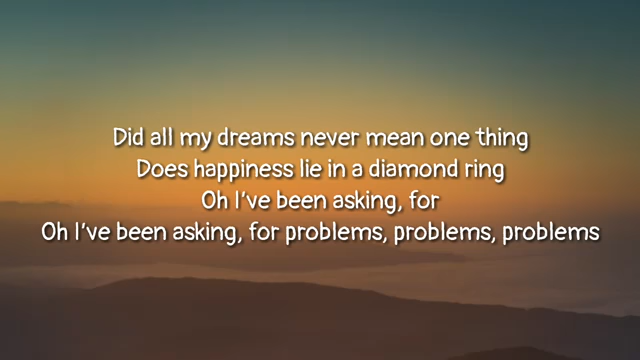 Did all my dreams never mean one thing
Does happiness lie in a diamond ring
Oh I've been asking, for
Oh I've been asking, for problems, problems, problems